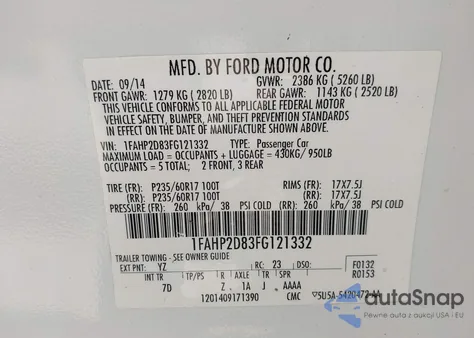 MFD. BY FORD MOTOR CO.
DATE: 09/14 GVWR: 2386 KG (5260 LB)
FRONT GAWR: 1279 KG (2820 LB) REAR GAWR: 1143 KG (2520 LB)
THIS VEHICLE CONFORMS TO ALL APPLICABLE FEDERAL MOTOR
VEHICLE SAFETY, BUMPER, AND THEFT PREVENTION STANDARDS
IN EFFECT ON THE DATE OF MANUFACTURE SHOWN ABOVE.
VIN: 1FAHP2D83FG121332 TYPE: Passenger Car
MAXIMUM LOAD = OCCUPANTS + LUGGAGE = 430KG/950LB
OCCUPANTS = 5 TOTAL; 2 FRONT, 3 REAR
TIRE (F): P235/60R17 100T RIMS (F): 17X7.5J
(R): P235/60R17 100T (R): 17X7.5J
PRESSURE (F): 260 kPa/ 38 PSI COLD (R): 260 kPa/ 38 PSI COLD
1FAHP2D83FG121332
TRAILER TOWING - SEE OWNER GUIDE
EXT PNT: YZ RC: 23 DSO: F0132
R0153
INT TR TP/PS R AXLE TR SPR
7D Z 1A J AAAA
1201409171390 CMC
autoSnap
Pewne auta z aukcji z USA i EU